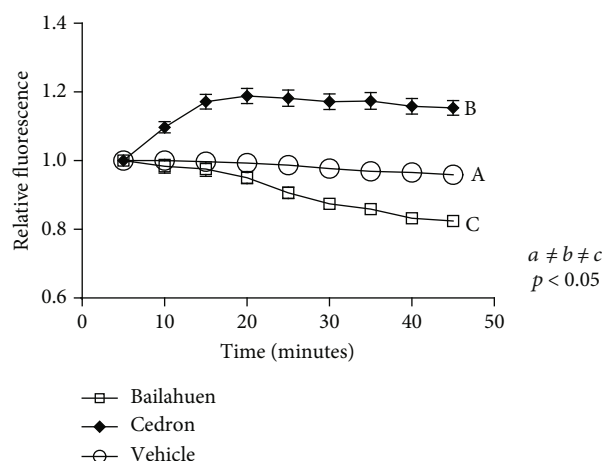 1.4
1.2
1.0
0.8
0.6
Relative fluorescence
B
A
C
0 10 20 30 40 50
Time (minutes)
a ≠ b ≠ c
p < 0.05
Bailahuen
Cedron
Vehicle